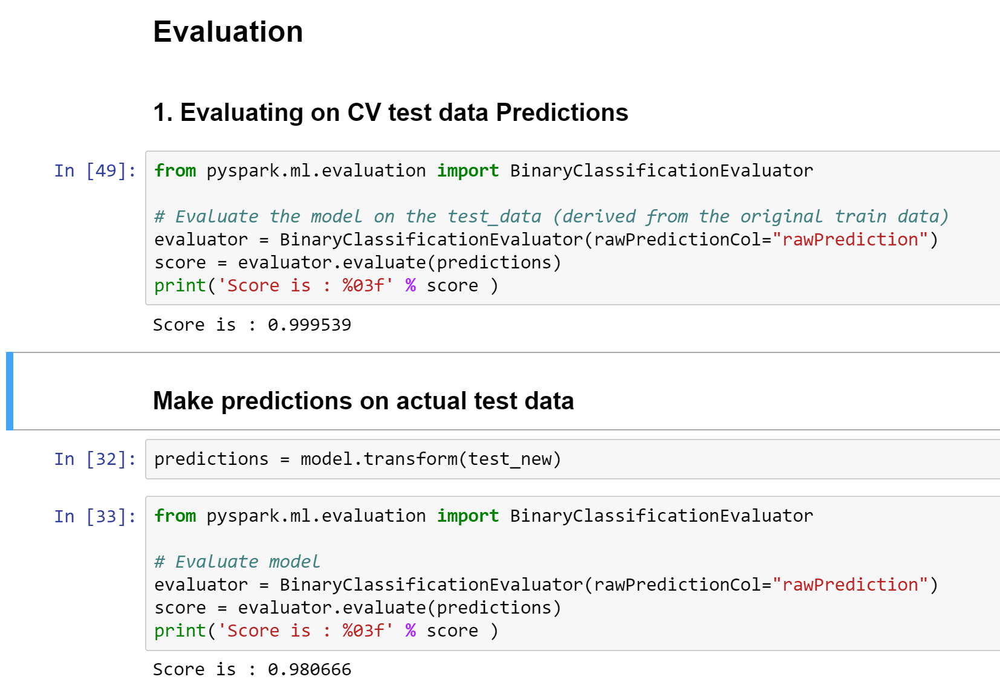 Evaluation
1. Evaluating on CV test data Predictions
In [49]: from pyspark.ml.evaluation import BinaryClassificationEvaluator
# Evaluate the model on the test_data (derived from the original train data)
evaluator = BinaryClassificationEvaluator(rawPredictionCol="rawPrediction")
score = evaluator.evaluate(predictions)
print('Score is : %03f' % score )
Score is : 0.999539
Make predictions on actual test data
In [32]: predictions = model.transform(test_new)
In [33]: from pyspark.ml.evaluation import BinaryClassificationEvaluator
# Evaluate model
evaluator = BinaryClassificationEvaluator(rawPredictionCol="rawPrediction")
score = evaluator.evaluate(predictions)
print('Score is : %03f' % score )
Score is : 0.980666